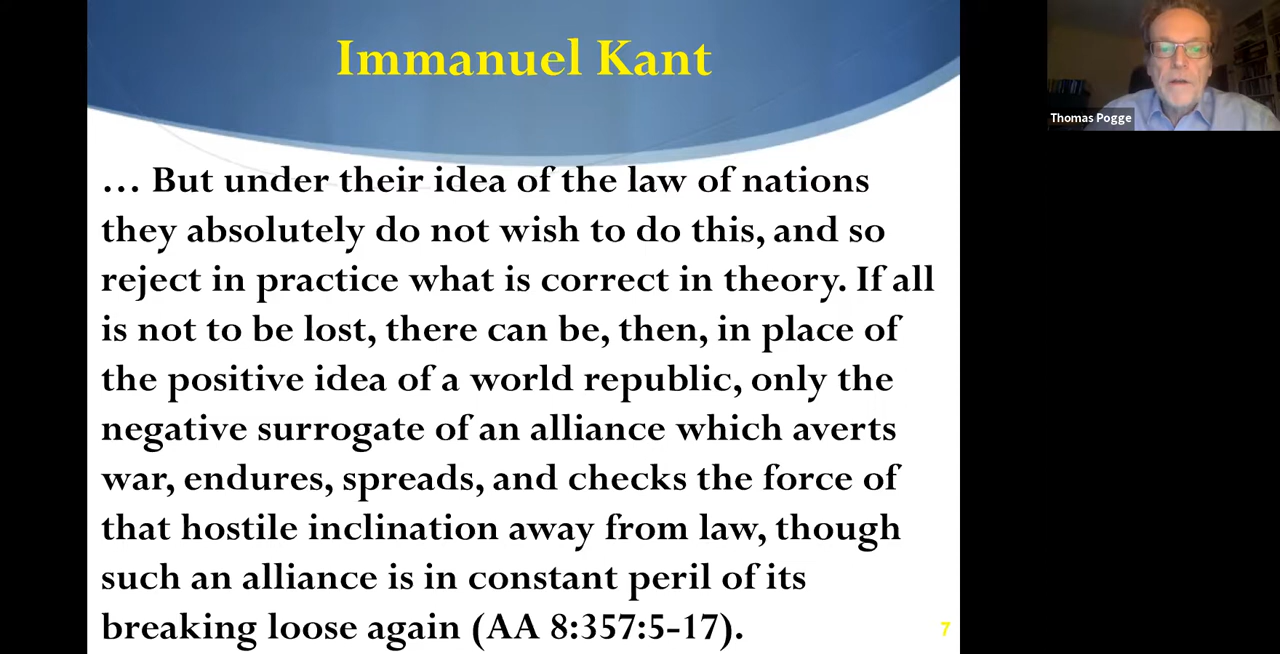 Immanuel Kant
Thomas Pogge
… But under their idea of the law of nations
they absolutely do not wish to do this, and so
reject in practice what is correct in theory. If all
is not to be lost, there can be, then, in place of
the positive idea of a world republic, only the
negative surrogate of an alliance which averts
war, endures, spreads, and checks the force of
that hostile inclination away from law, though
such an alliance is in constant peril of its
breaking loose again (AA 8:357:5-17).
7